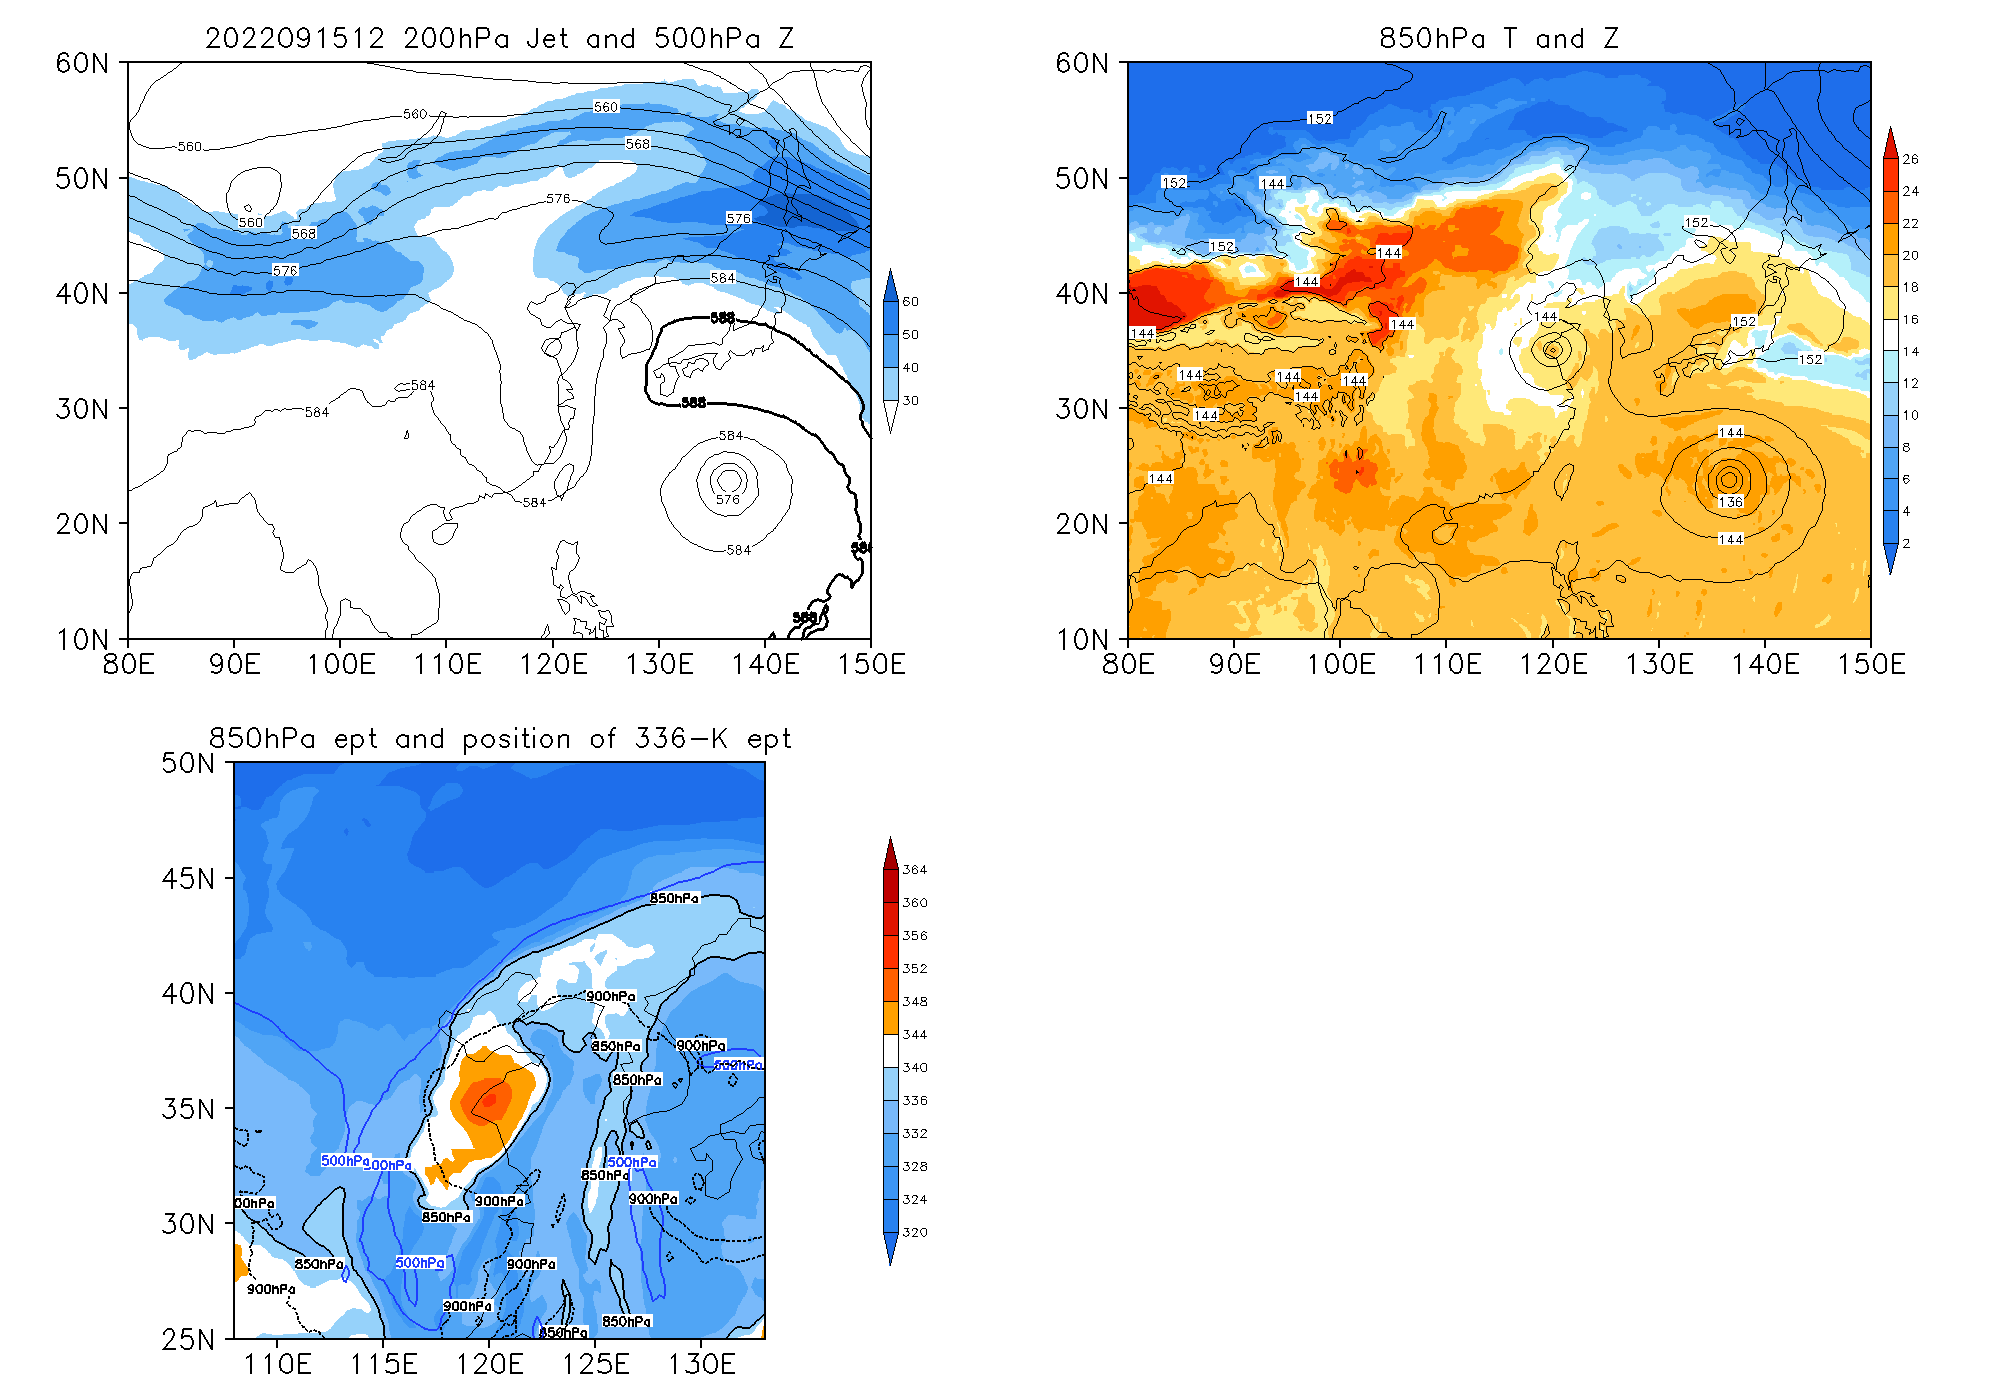 2022091512 200hPa Jet and 500hPa Z
60N
50N
40N
30N
20N
10N
80E 90E 100E 110E 120E 130E 140E 150E
560
560
560
560
568
568
576
576
576
584
584
584
584
584
584
576
588
588
588
60
50
40
30
850hPa T and Z
60N
50N
40N
30N
20N
10N
80E 90E 100E 110E 120E 130E 140E 150E
152
152
144
152
152
144
144
144
144
144
152
152
144
144
144
144
144
144
144
136
144
26
24
22
20
18
16
14
12
10
8
6
4
2
850hPa ept and position of 336-K ept
50N
45N
40N
35N
30N
25N
110E 115E 120E 125E 130E
850hPa
900hPa
850hPa
900hPa
500hPa
850hPa
500hPa
500hPa
500hPa
850hPa
900hPa
900hPa
850hPa
850hPa
500hPa
900hPa
900hPa
900hPa
850hPa
850hPa
364
360
356
352
348
344
340
336
332
328
324
320